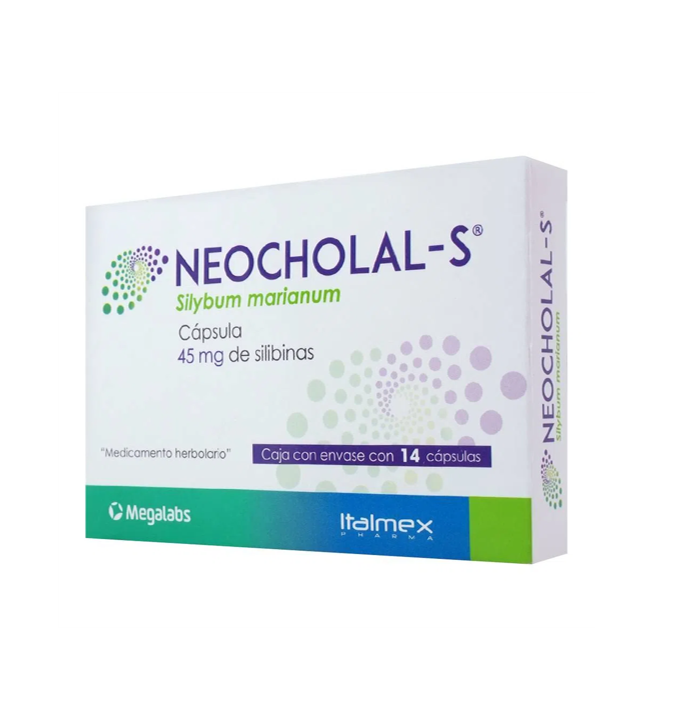 NEOCHOLAL-S®
Silybum marianum
Cápsula
45 mg de silibinas
"Medicamento herbolario"
Caja con envase con 14 cápsulas
Megalabs
Italmex
PHARMA
NEOCHOLAL-S®
Silybum marianum